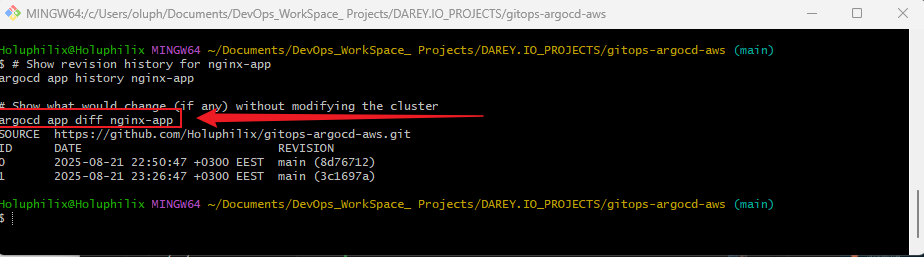 MINGW64:/c/Users/oluph/Documents/DevOps_WorkSpace_ Projects/DAREY.IO_PROJECTS/gitops-argocd-aws
Holuphilix@Holuphilix MINGW64 ~/Documents/DevOps_WorkSpace_ Projects/DAREY.IO_PROJECTS/gitops-argocd-aws (main)
$ # Show revision history for nginx-app
argocd app history nginx-app
# Show what would change (if any) without modifying the cluster
argocd app diff nginx-app
SOURCE  https://github.com/Holuphilix/gitops-argocd-aws.git
ID      DATE                            REVISION
0       2025-08-21 22:50:47 +0300 EEST  main (8d76712)
1       2025-08-21 23:26:47 +0300 EEST  main (3c1697a)
Holuphilix@Holuphilix MINGW64 ~/Documents/DevOps_WorkSpace_ Projects/DAREY.IO_PROJECTS/gitops-argocd-aws (main)
$